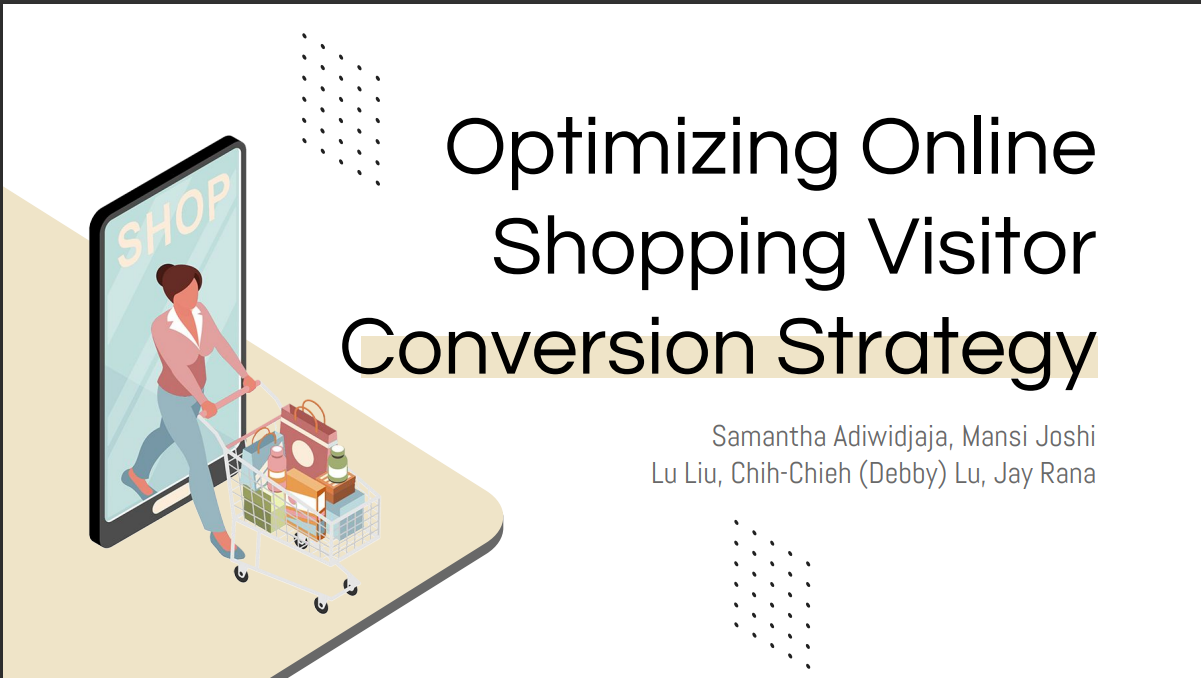 SHOP
Optimizing Online
Shopping Visitor
Conversion Strategy
Samantha Adiwidjaja, Mansi Joshi
Lu Liu, Chih-Chieh (Debby) Lu, Jay Rana